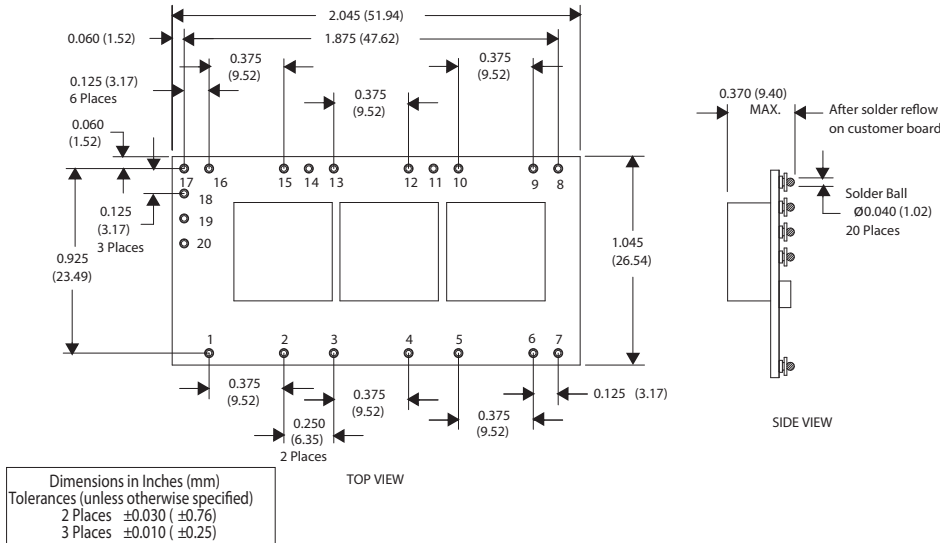 2.045 (51.94)
0.060 (1.52)
1.875 (47.62)
0.375
(9.52)
0.375
(9.52)
0.125 (3.17)
6 Places
0.375
(9.52)
0.060
(1.52)
17 16 15 14 13 12 11 10 9 8
18
19
20
0.125
(3.17)
3 Places
0.925
(23.49)
1.045
(26.54)
1 2 3 4 5 6 7
0.375
(9.52)
0.375
(9.52)
0.125 (3.17)
0.250
(6.35)
2 Places
0.375
(9.52)
TOP VIEW
0.370 (9.40)
MAX.
After solder reflow
on customer board
Solder Ball
Ø0.040 (1.02)
20 Places
SIDE VIEW
Dimensions in Inches (mm)
Tolerances (unless otherwise specified)
2 Places ±0.030 ( ±0.76)
3 Places ±0.010 ( ±0.25)